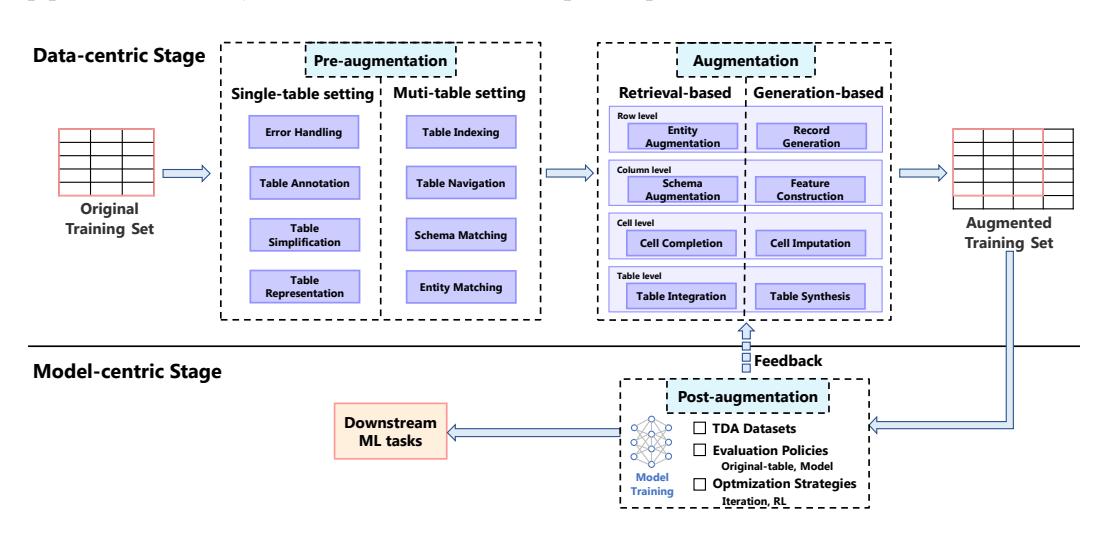 Data-centric Stage
Pre-augmentation
Single-table setting
Muti-table setting
Error Handling
Table Annotation
Table
Simplification
Table
Representation
Table Indexing
Table Navigation
Schema Matching
Entity Matching
Original
Training Set
Augmentation
Retrieval-based
Generation-based
Row level
Entity
Augmentation
Record
Generation
Column level
Schema
Augmentation
Feature
Construction
Cell level
Cell Completion
Cell Imputation
Table level
Table Integration
Table Synthesis
Augmented
Training Set
Feedback
Model-centric Stage
Post-augmentation
TDA Datasets
Evaluation Policies
Original-table, Model
Optmization Strategies
Iteration, RL
Model
Training
Downstream
ML tasks